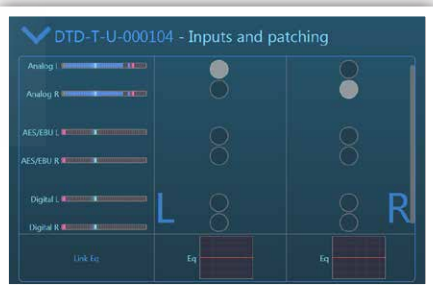 DTD-T-U-000104 - Inputs and patching
Analog L
Analog R
AES/EBU L
AES/EBU R
Digital L
Digital R
L
R
Link Eq
Eq
Eq